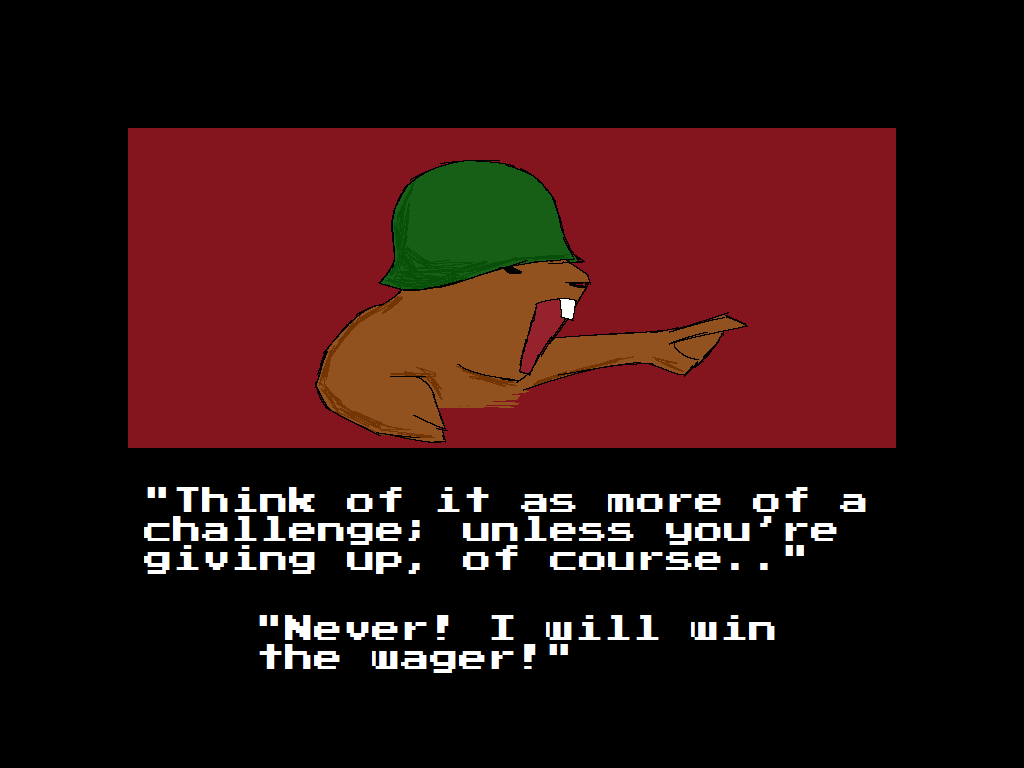 "Think of it as more of a
challenge; unless you're
giving up, of course.."
"Never! I will win
the wager!"